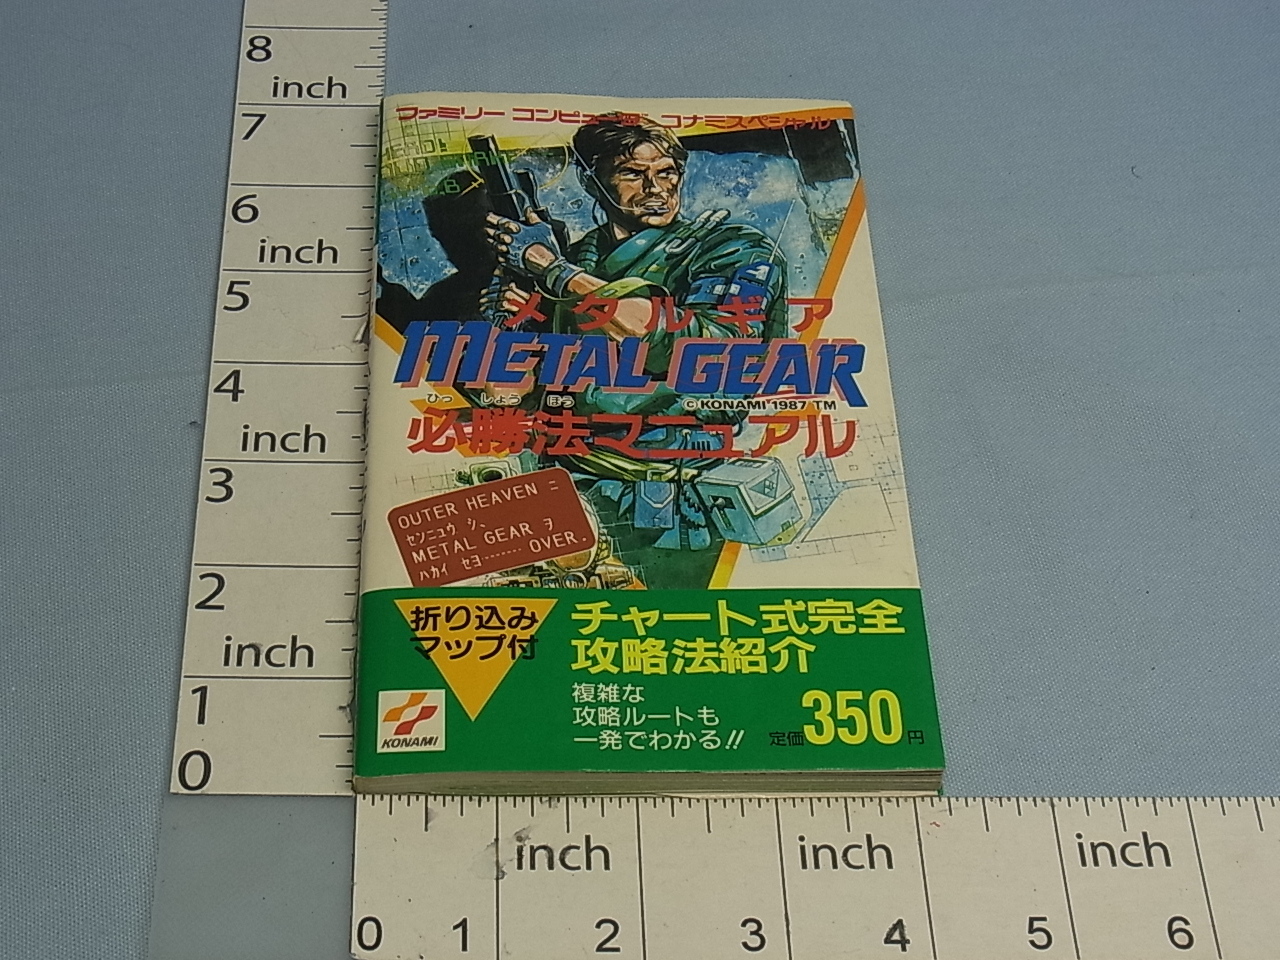 8
inch
7
6
inch
5
4
inch
3
2
inch
1
0
ファミリーコンピュータ コナミスペシャル
メタルギア
METAL GEAR
© KONAMI 1987 TM
ひっ しょう ほう
必勝法マニュアル
OUTER HEAVEN ニ
センニュウ シ、
METAL GEAR ヲ
ハカイ セヨ……… OVER.
折り込み
マップ付
チャート式完全
攻略法紹介
複雑な
攻略ルートも
一発でわかる!!
定価350円
KONAMI
inch inch inch
0 1 2 3 4 5 6